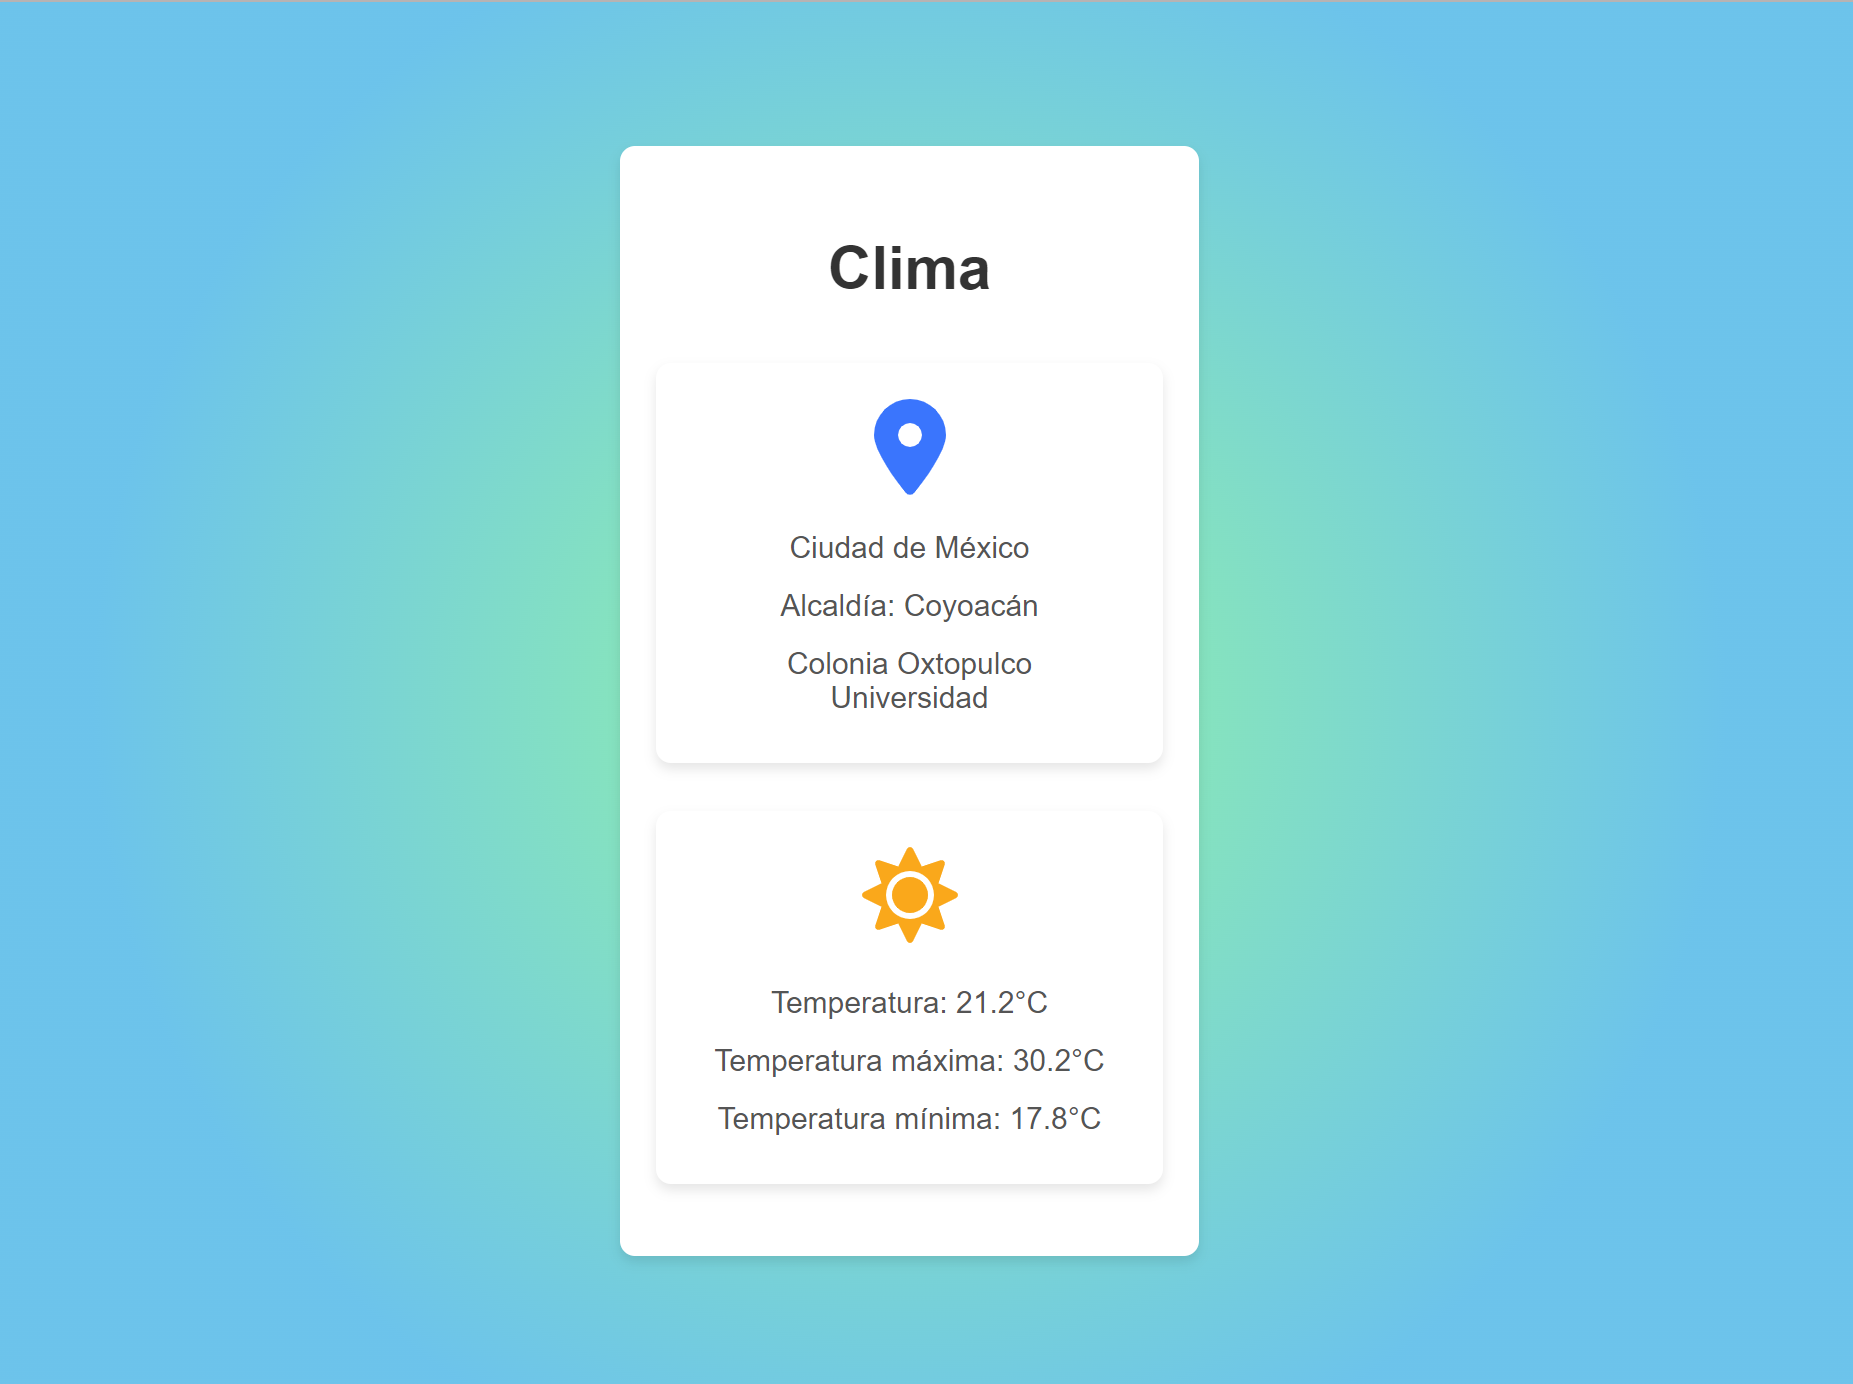 Clima
Ciudad de México
Alcaldía: Coyoacán
Colonia Oxtopulco
Universidad
Temperatura: 21.2°C
Temperatura máxima: 30.2°C
Temperatura mínima: 17.8°C